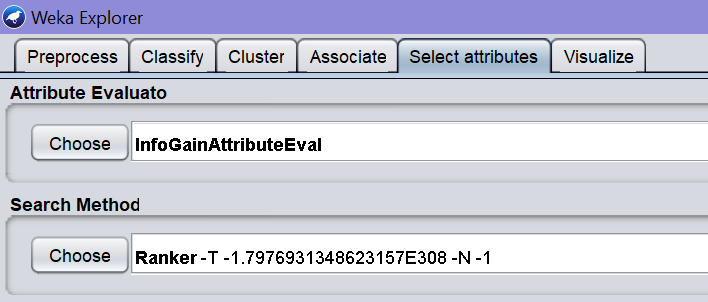 Weka Explorer
Preprocess Classify Cluster Associate Select attributes Visualize
Attribute Evaluato
Choose InfoGainAttributeEval
Search Method
Choose Ranker -T -1.7976931348623157E308 -N -1